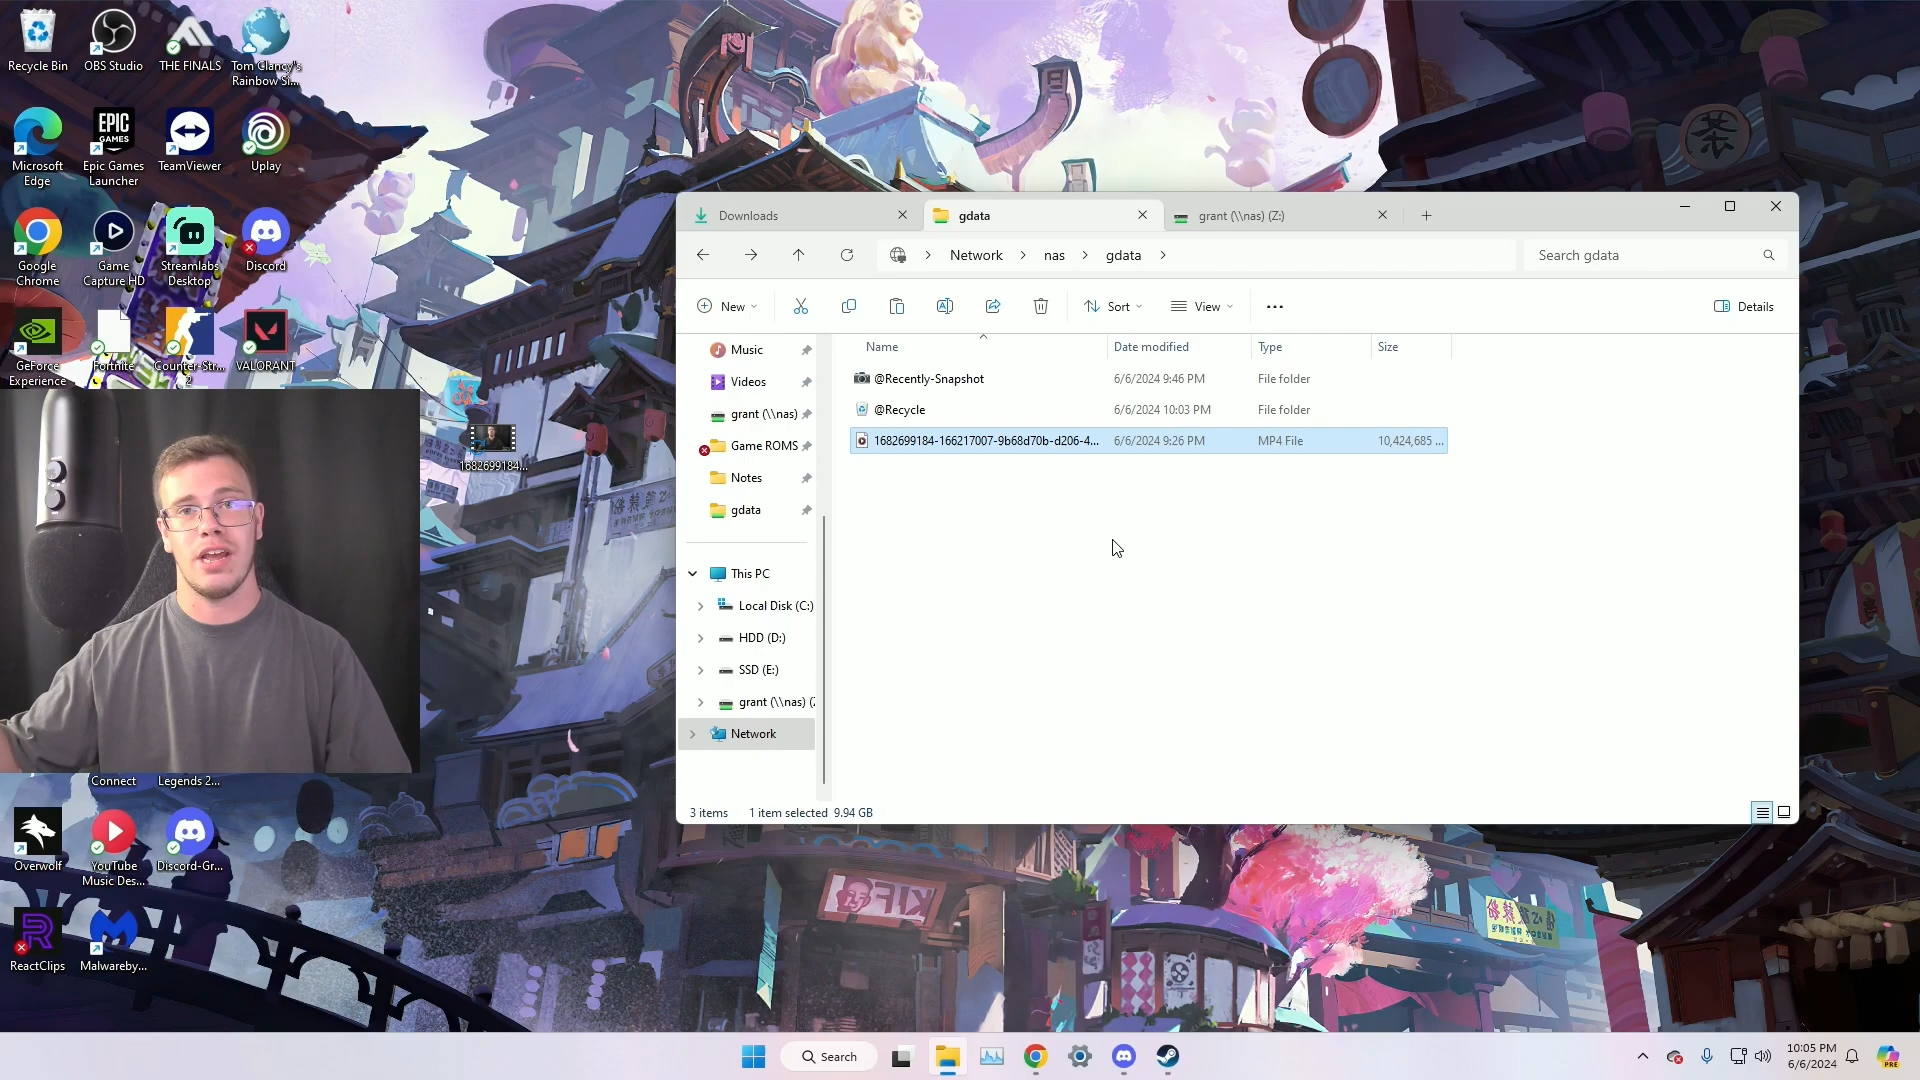 Recycle Bin
OBS Studio
THE FINALS
Tom Clancy's
Rainbow Si...
Microsoft
Edge
EPIC
GAMES
Epic Games
Launcher
TeamViewer
Uplay
Google
Chrome
Game
Capture HD
Streamlabs
Desktop
Discord
GeForce
Experience
Fortnite
Counter-Str...
2
VALORANT
1682699184...
Connect
Legends 2...
Overwolf
YouTube
Music Des...
Discord-Gr...
ReactClips
Malwareby...
Downloads
gdata
grant (\\nas) (Z:)
Network
nas
gdata
Search gdata
New
Sort
View
Details
Music
Videos
grant (\\nas)
Game ROMS
Notes
gdata
This PC
Local Disk (C:)
HDD (D:)
SSD (E:)
grant (\\nas) (
Network
Name
Date modified
Type
Size
@Recently-Snapshot
6/6/2024 9:46 PM
File folder
@Recycle
6/6/2024 10:03 PM
File folder
1682699184-166217007-9b68d70b-d206-4...
6/6/2024 9:26 PM
MP4 File
10,424,685 ...
3 items
1 item selected 9.94 GB
Search
10:05 PM
6/6/2024
PRE